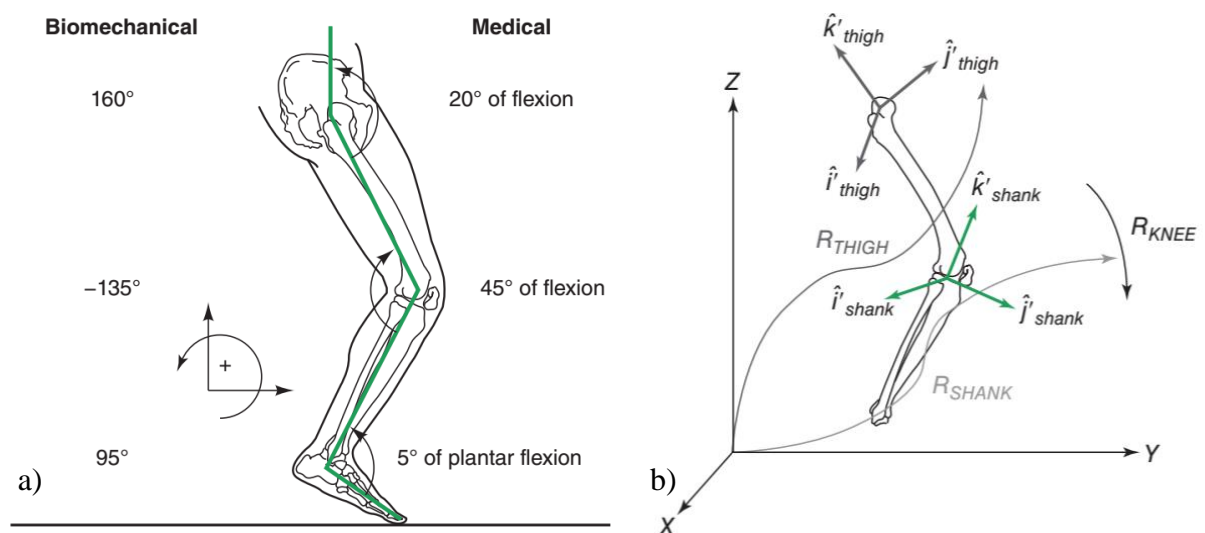 Biomechanical Medical
160° 20° of flexion
−135° 45° of flexion
+
95° 5° of plantar flexion
a)
k̂'thigh
ĵ'thigh
Z
î'thigh
k̂'shank
RTHIGH
RKNEE
î'shank
ĵ'shank
RSHANK
Y
b)
X